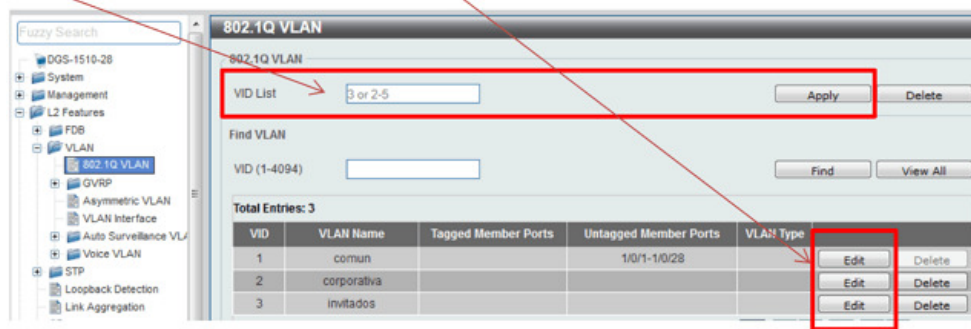 Fuzzy Search
DGS-1510-28
System
Management
L2 Features
FDB
VLAN
802.1Q VLAN
GVRP
Asymmetric VLAN
VLAN Interface
Auto Surveillance VLA
Voice VLAN
STP
Loopback Detection
Link Aggregation
802.1Q VLAN
802.1Q VLAN
VID List 3 or 2-5 Apply Delete
Find VLAN
VID (1-4094) Find View All
Total Entries: 3
VID VLAN Name Tagged Member Ports Untagged Member Ports VLAN Type
1 comun 1/0/1-1/0/28 Edit Delete
2 corporativa Edit Delete
3 invitados Edit Delete